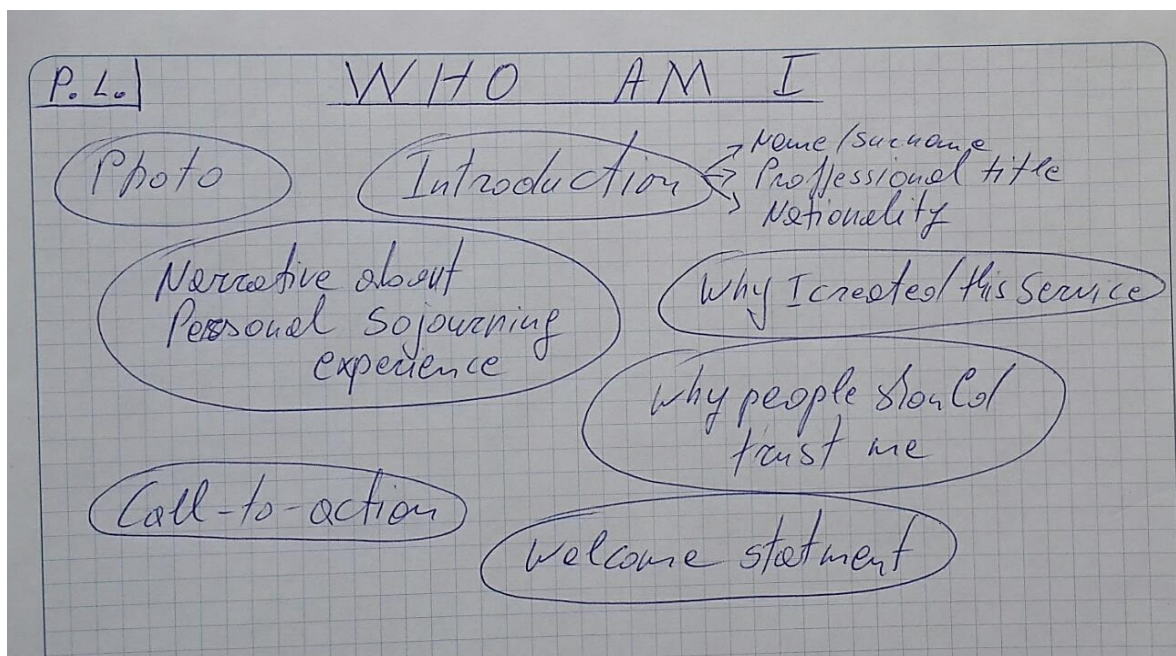 P. L.
WHO AM I
Photo
Introduction
Name/surname
Proffessional title
Nationality
Narrative about
Personal Sojourning
experience
Why I created this Service
Why people should
trust me
Call-to-action
Welcome statment